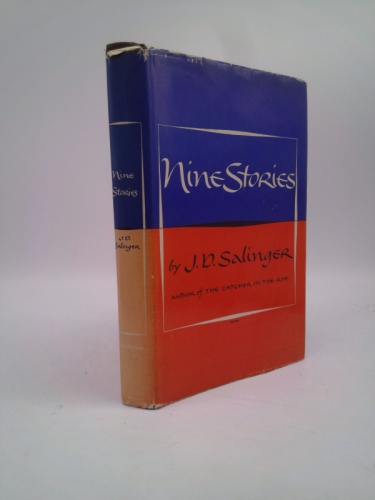 Nine
Stories
J.D.
Salinger
Nine Stories
by J.D. Salinger
AUTHOR of THE CATCHER IN THE RYE